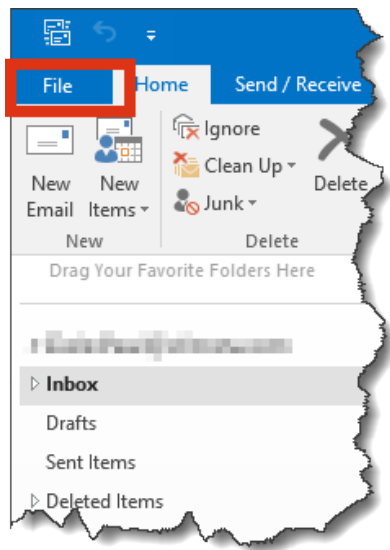 File Home Send / Receive
Ignore
Clean Up
Junk
New Email
New Items
Delete
New
Delete
Drag Your Favorite Folders Here
Inbox
Drafts
Sent Items
Deleted Items